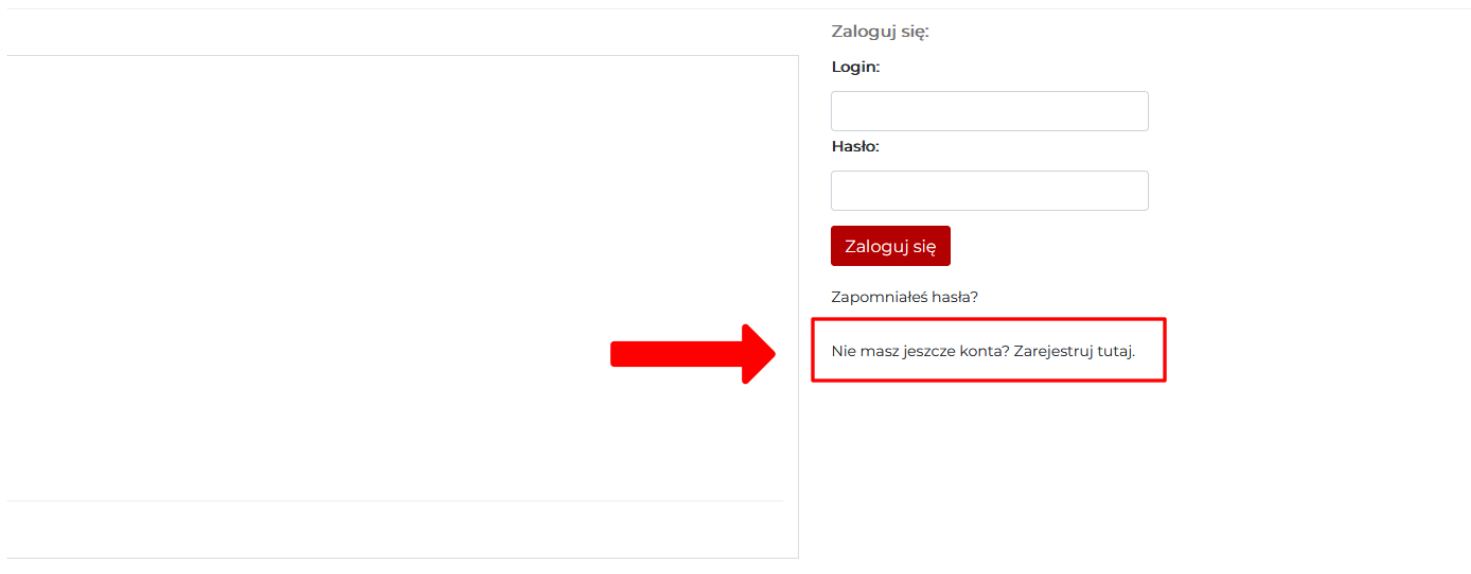 Zaloguj się:
Login:
Hasło:
Zaloguj się
Zapomniałeś hasła?
Nie masz jeszcze konta? Zarejestruj tutaj.